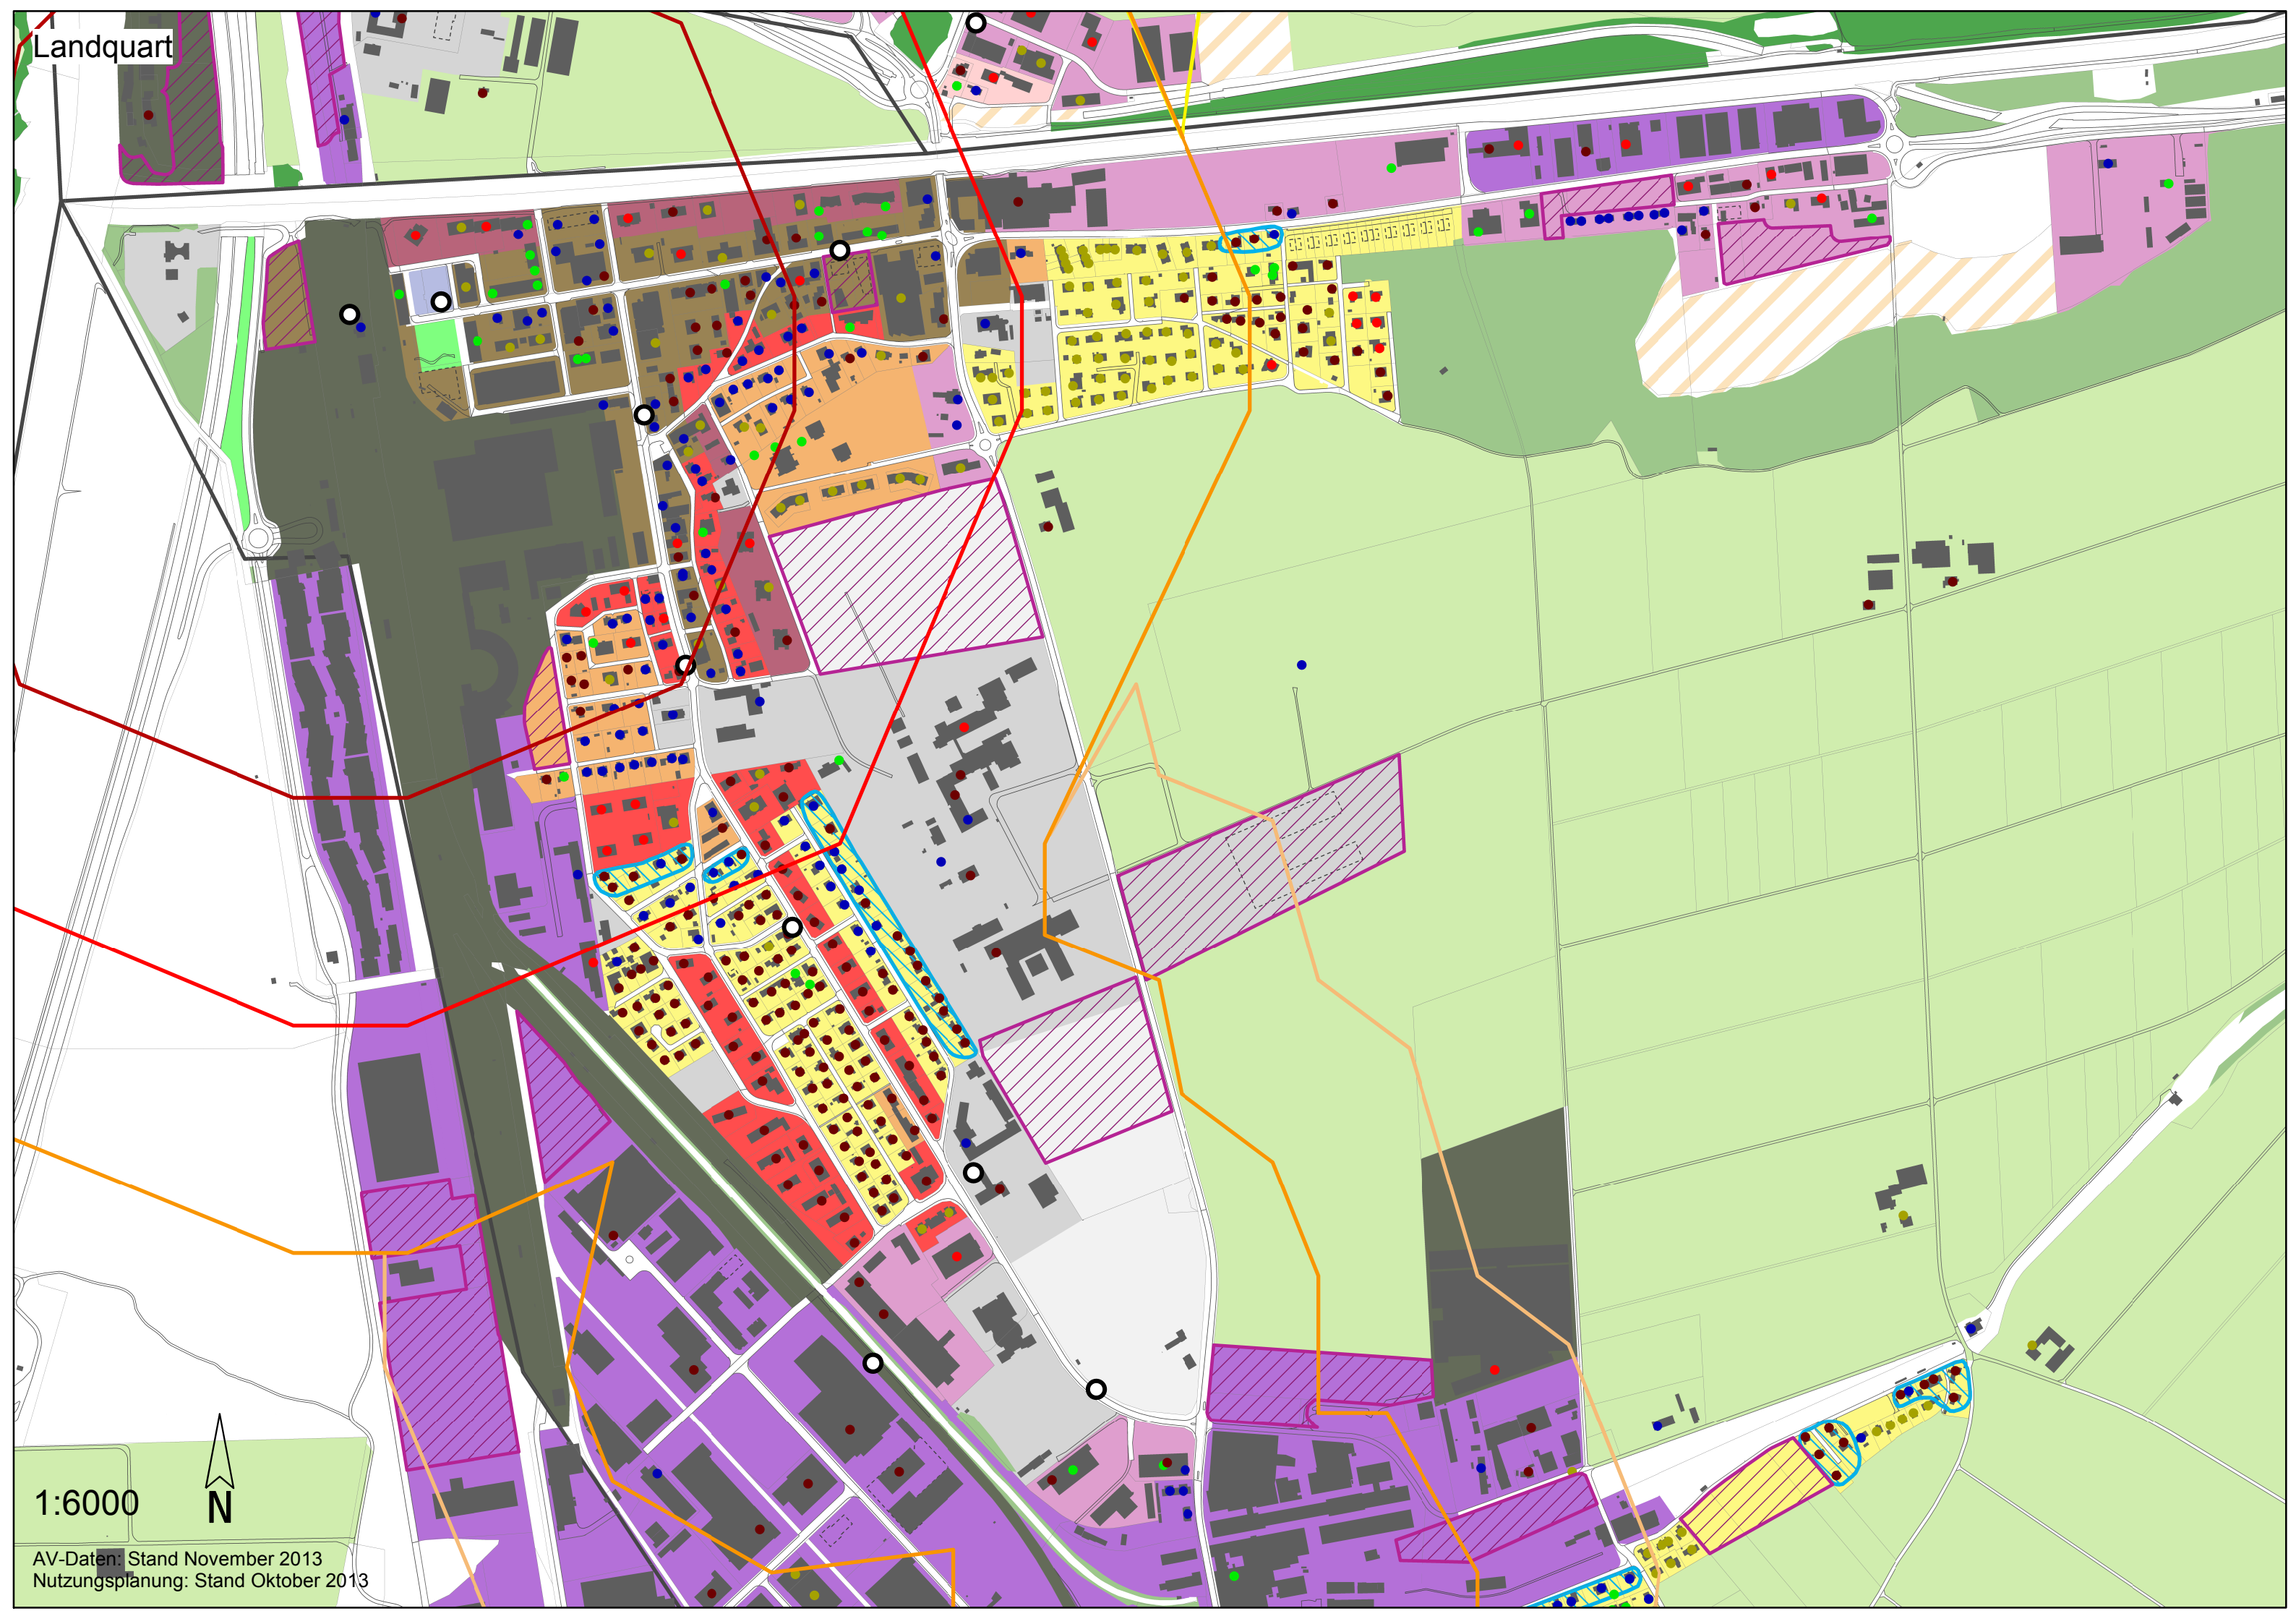 Landquart
1:6000
N
AV-Daten: Stand November 2013
Nutzungsplanung: Stand Oktober 2013